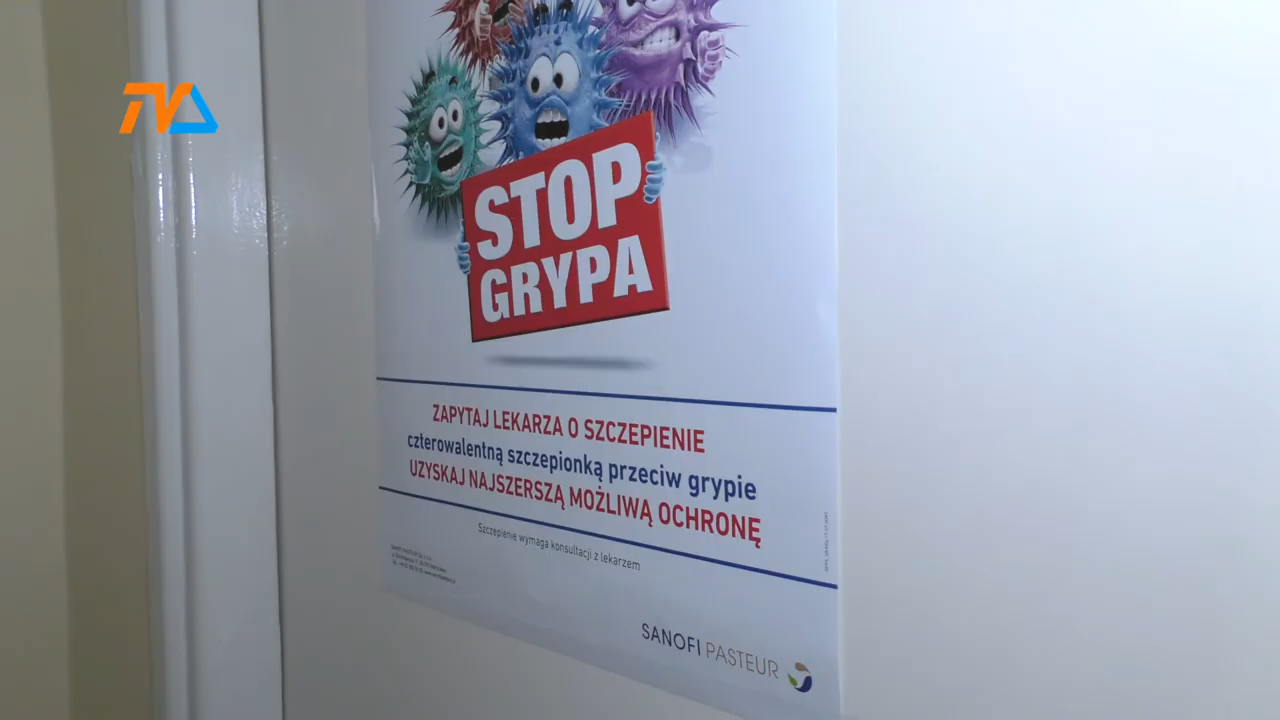 TVA
STOP
GRYPA
ZAPYTAJ LEKARZA O SZCZEPIENIE
czterowalentną szczepionką przeciw grypie
UZYSKAJ NAJSZERSZĄ MOŻLIWĄ OCHRONĘ
Szczepienie wymaga konsultacji z lekarzem
SANOFI PASTEUR